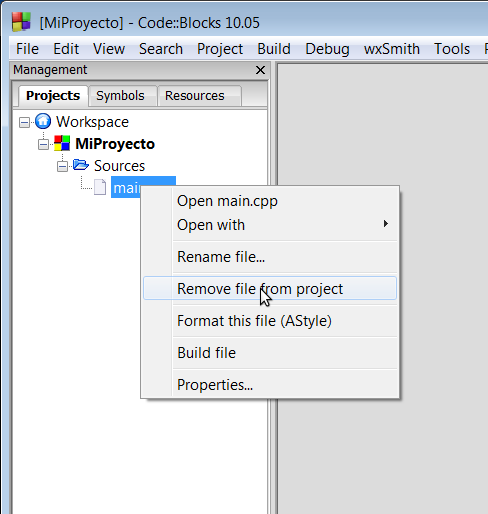 [MiProyecto] - Code::Blocks 10.05
File Edit View Search Project Build Debug wxSmith Tools
Management
Projects Symbols Resources
Workspace
MiProyecto
Sources
Open main.cpp
Open with
Rename file...
Remove file from project
Format this file (AStyle)
Build file
Properties...